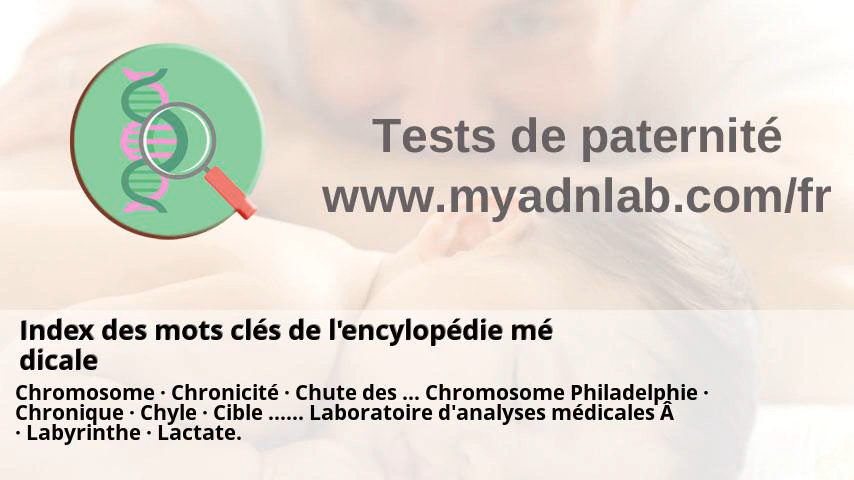 Tests de paternité
www.myadnlab.com/fr
Index des mots clés de l'encylopédie mé
dicale
Chromosome · Chronicité · Chute des ... Chromosome Philadelphie ·
Chronique · Chyle · Cible ...... Laboratoire d'analyses médicales Â
· Labyrinthe · Lactate.